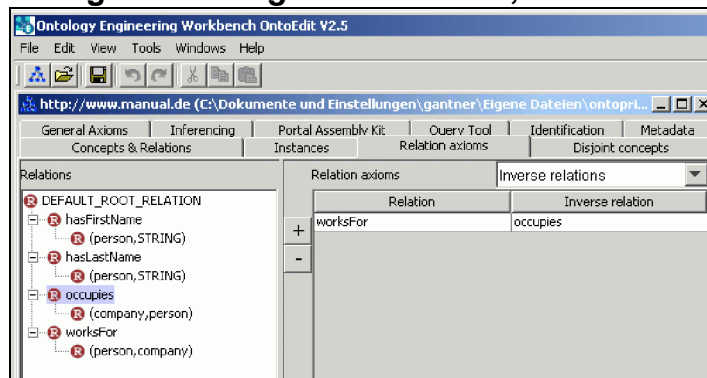 Ontology Engineering Workbench OntoEdit V2.5
File Edit View Tools Windows Help
http://www.manual.de (C:\Dokumente und Einstellungen\gantner\Eigene Dateien\ontopri...
General Axioms Inferencing Portal Assembly Kit Query Tool Identification Metadata
Concepts & Relations Instances Relation axioms Disjoint concepts
Relations Relation axioms Inverse relations
DEFAULT_ROOT_RELATION Relation Inverse relation
hasFirstName worksFor occupies
(person,STRING) +
hasLastName -
(person,STRING)
occupies
(company,person)
worksFor
(person,company)